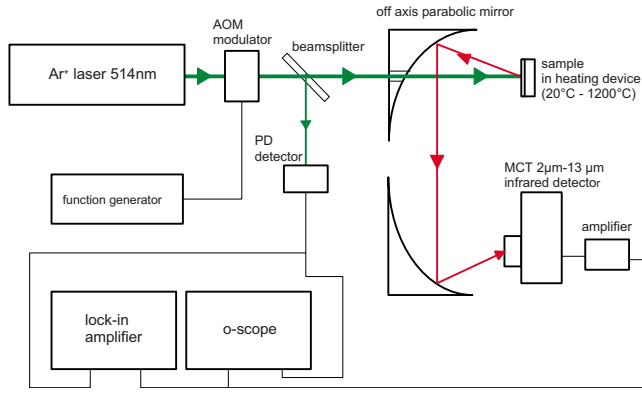 off axis parabolic mirror
AOM
modulator
beamsplitter
Ar⁺ laser 514nm
sample
in heating device
(20°C - 1200°C)
PD
detector
MCT 2µm-13 µm
infrared detector
function generator
amplifier
lock-in
amplifier
o-scope